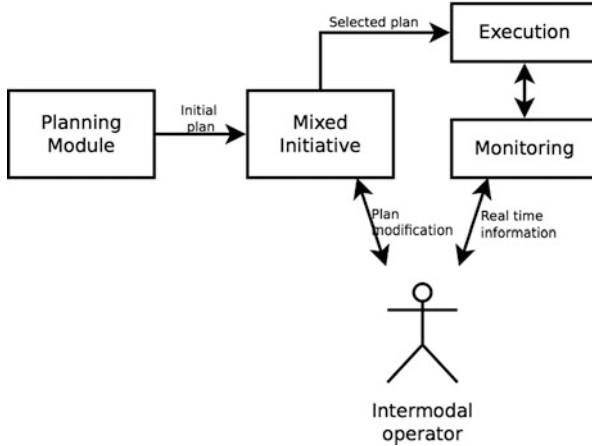 Selected plan
Execution
Planning
Module
Initial
plan
Mixed
Initiative
Monitoring
Plan
modification
Real time
information
Intermodal
operator